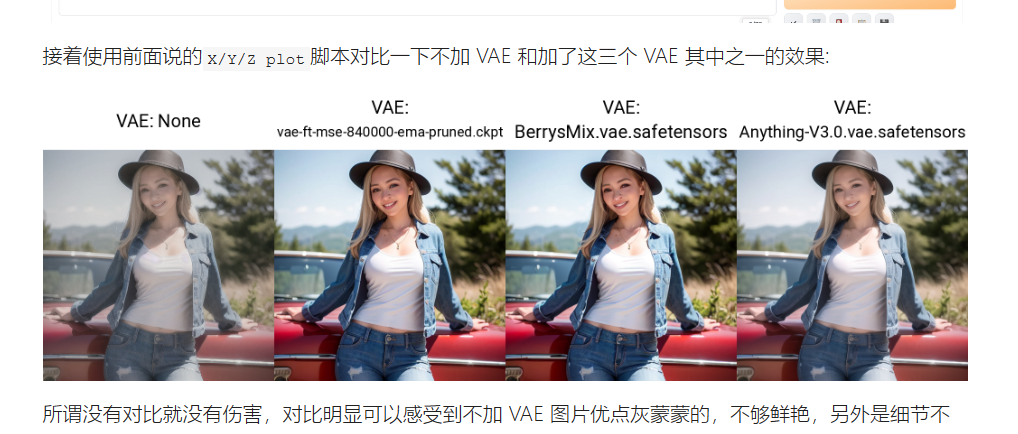 接着使用前面说的 X/Y/Z plot 脚本对比一下不加 VAE 和加了这三个 VAE 其中之一的效果:
VAE: None
VAE:
vae-ft-mse-840000-ema-pruned.ckpt
VAE:
BerrysMix.vae.safetensors
VAE:
Anything-V3.0.vae.safetensors
所谓没有对比就没有伤害，对比明显可以感受到不加 VAE 图片优点灰蒙蒙的，不够鲜艳，另外是细节不